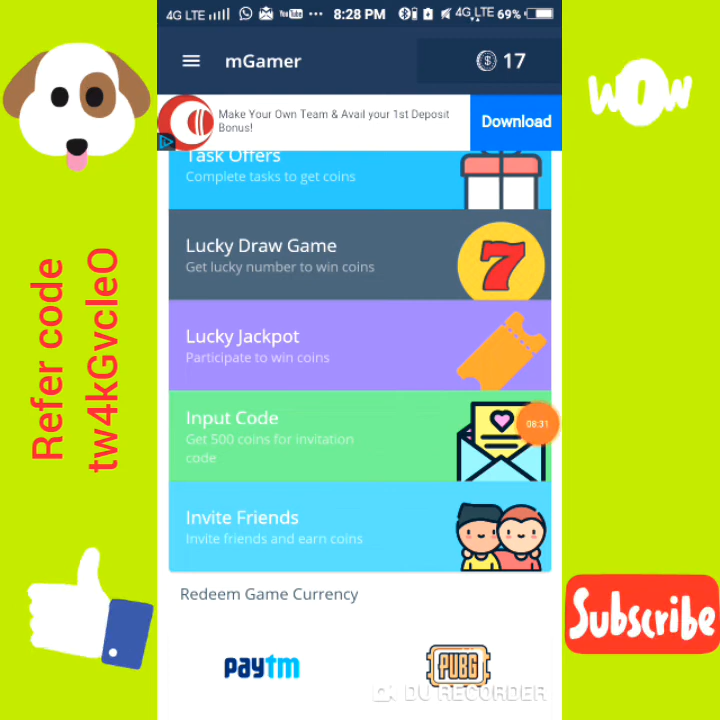 4G LTE
YouTube
8:28 PM
4G LTE 69%
mGamer
17
Make Your Own Team & Avail your 1st Deposit
Bonus!
Download
Task Offers
Complete tasks to get coins
Lucky Draw Game
Get lucky number to win coins
7
Lucky Jackpot
Participate to win coins
Input Code
Get 500 coins for invitation
code
06:31
Invite Friends
Invite friends and earn coins
Redeem Game Currency
paytm
PUBG
DU RECORDER
Refer code
tw4kGvcleO
WOW
Subscribe